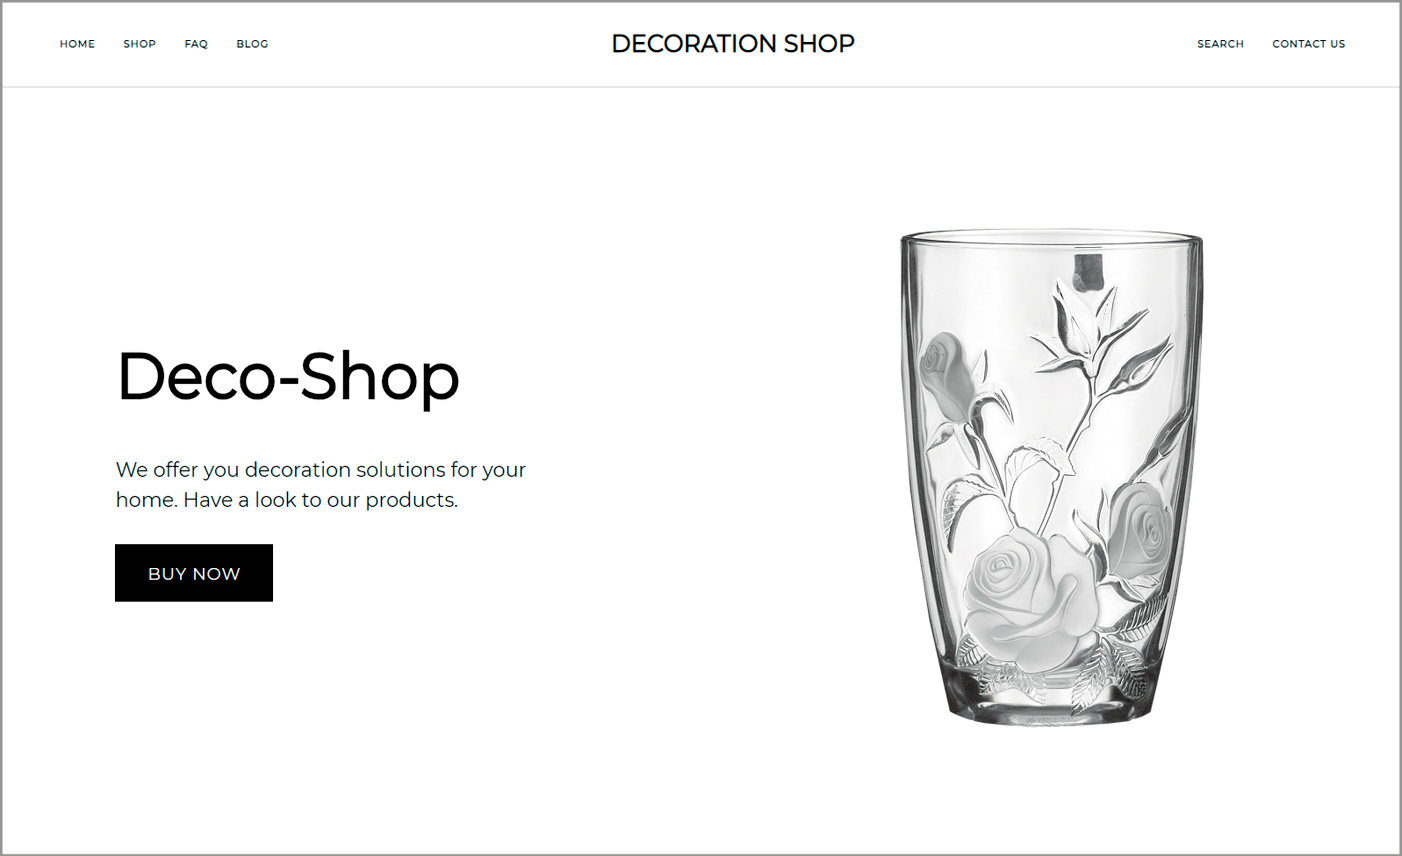 HOME SHOP FAQ BLOG
DECORATION SHOP
SEARCH CONTACT US
Deco-Shop
We offer you decoration solutions for your
home. Have a look to our products.
BUY NOW